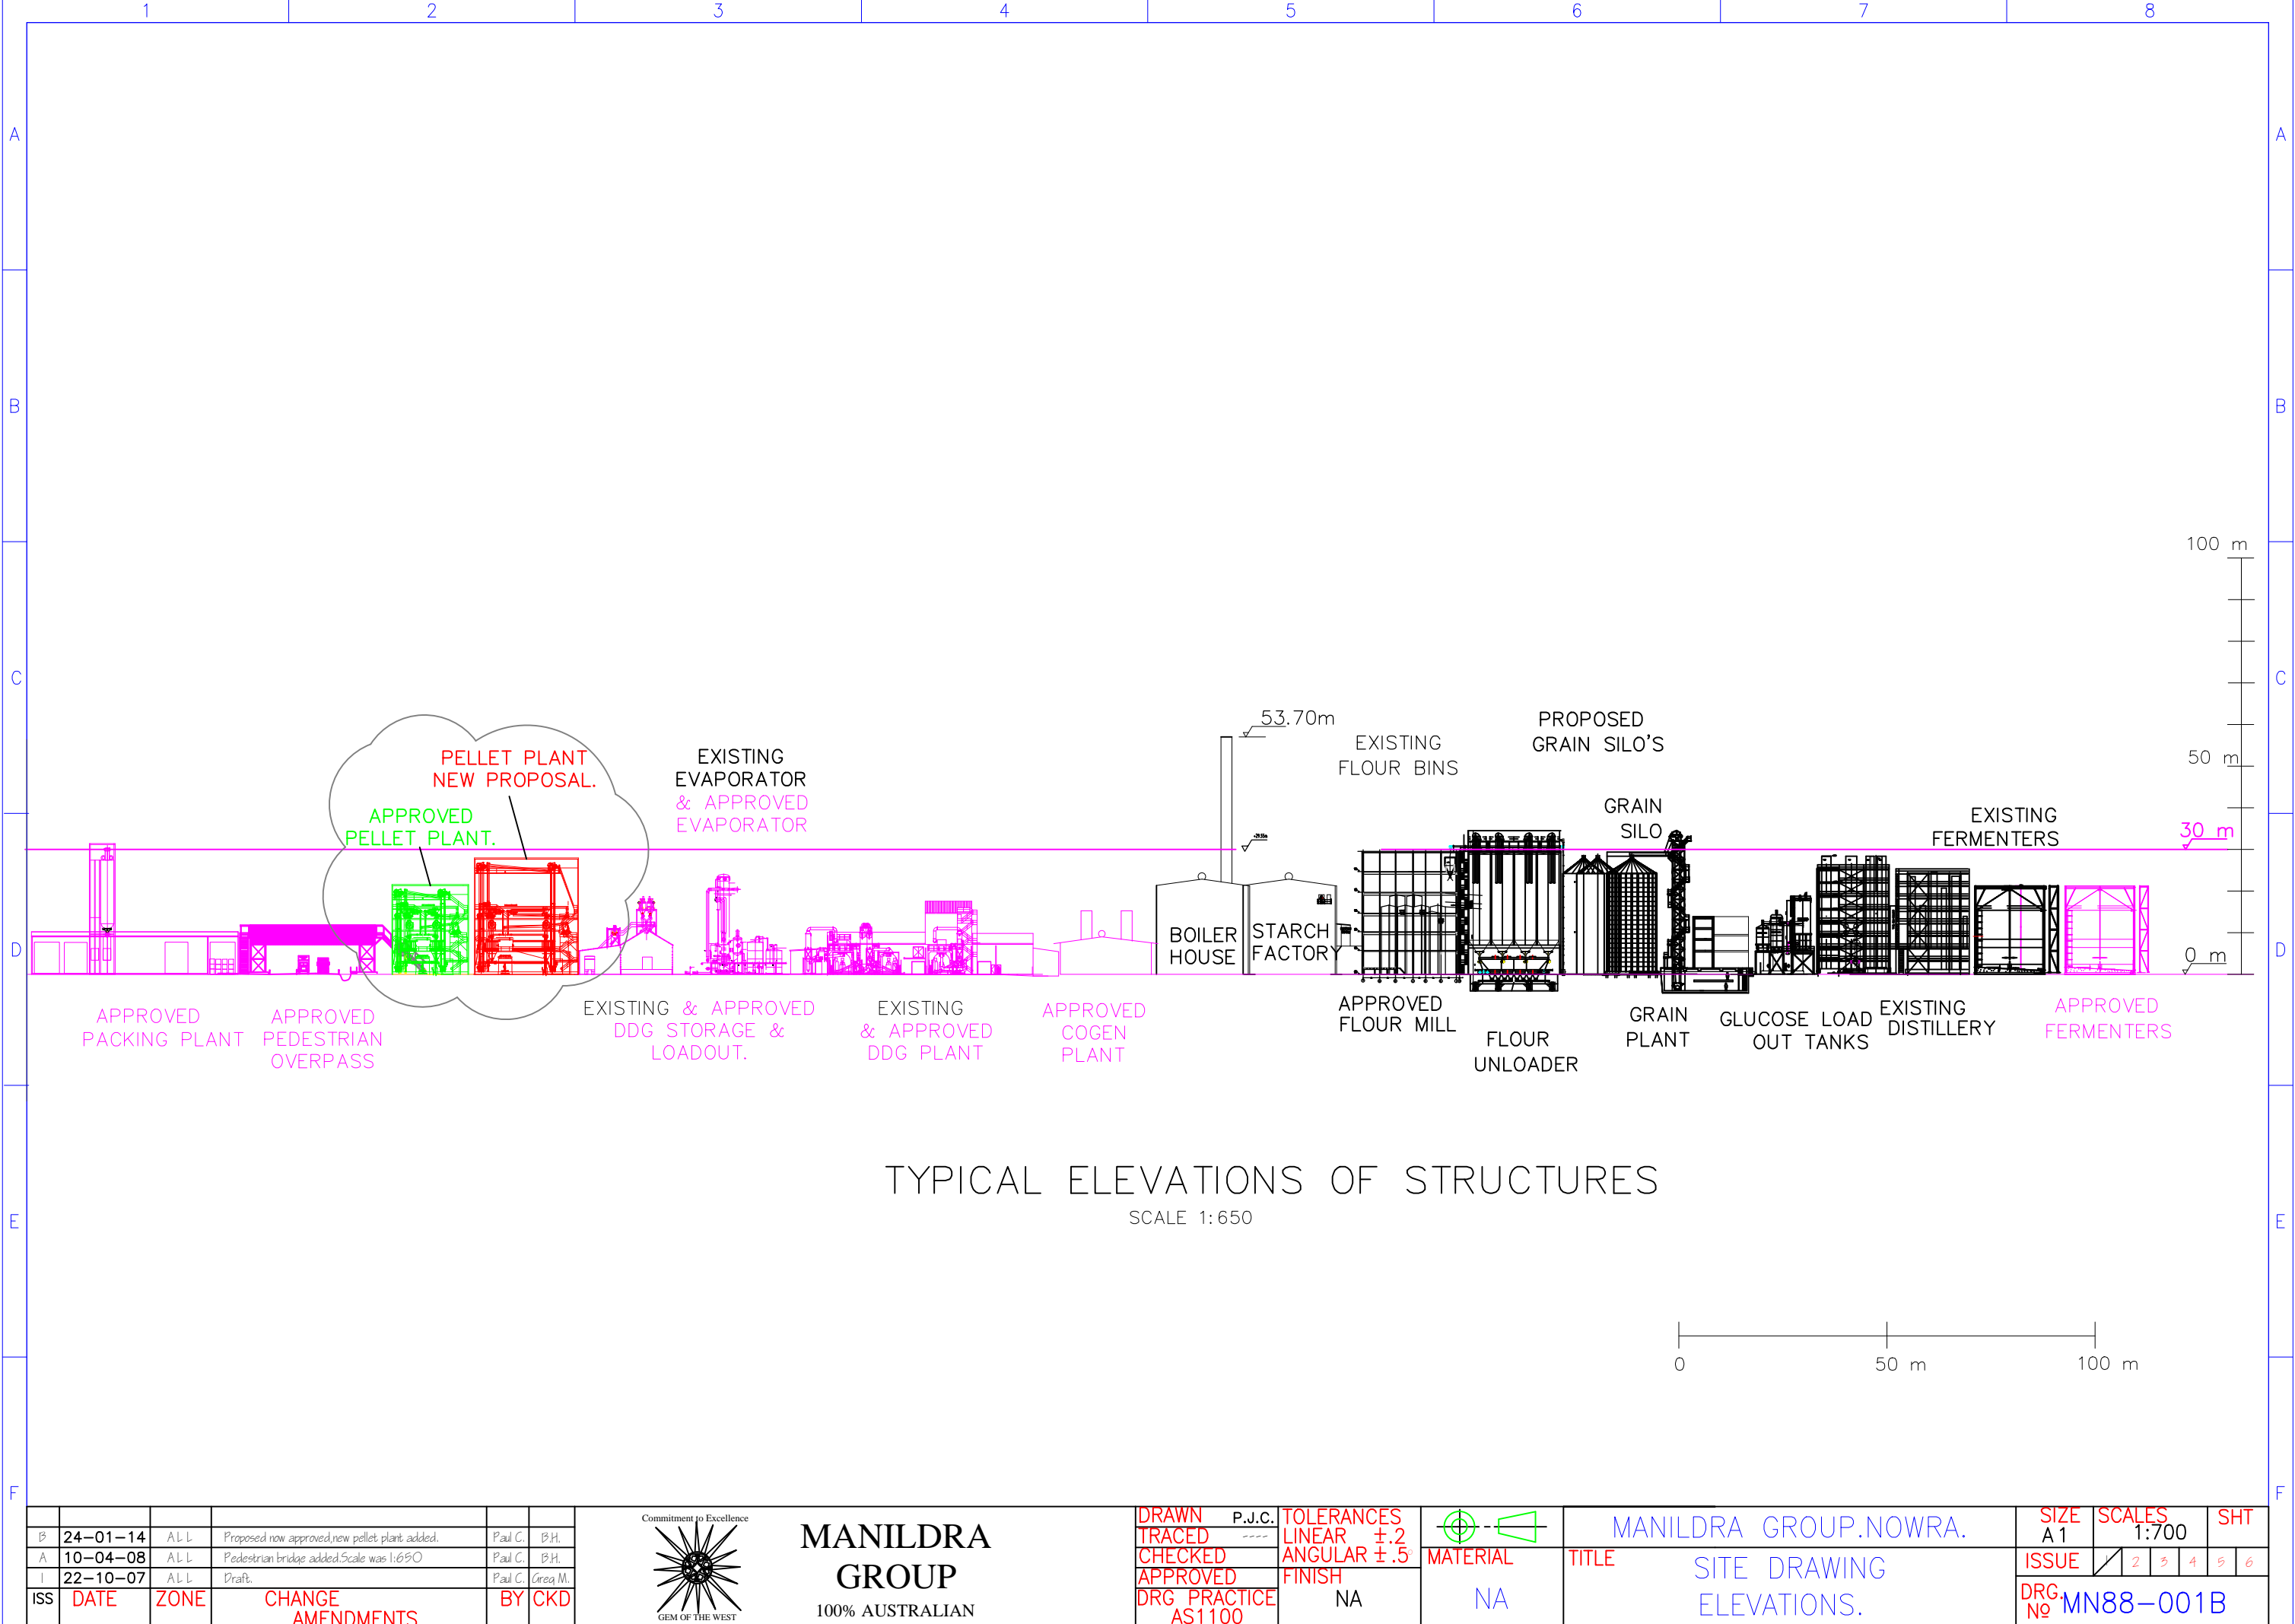 1 2 3 4 5 6 7 8
A A
B B
C C
D D
E E
F F
100 m
50 m
30 m
0 m
53.70m
PROPOSED
GRAIN SILO'S
EXISTING
FLOUR BINS
PELLET PLANT
NEW PROPOSAL.
EXISTING
EVAPORATOR
& APPROVED
EVAPORATOR
APPROVED
PELLET PLANT.
GRAIN
SILO
EXISTING
FERMENTERS
BOILER
HOUSE
STARCH
FACTORY
APPROVED
PACKING PLANT
APPROVED
PEDESTRIAN
OVERPASS
EXISTING & APPROVED
DDG STORAGE &
LOADOUT.
EXISTING
& APPROVED
DDG PLANT
APPROVED
COGEN
PLANT
APPROVED
FLOUR MILL
FLOUR
UNLOADER
GRAIN
PLANT
GLUCOSE LOAD
OUT TANKS
EXISTING
DISTILLERY
APPROVED
FERMENTERS
TYPICAL ELEVATIONS OF STRUCTURES
SCALE 1:650
0 50 m 100 m
B 24-01-14 ALL Proposed now approved,new pellet plant added. Paul C. B.H.
A 10-04-08 ALL Pedestrian bridge added.Scale was 1:650 Paul C. B.H.
1 22-10-07 ALL Draft. Paul C. Greg M.
ISS DATE ZONE CHANGE BY CKD
AMENDMENTS
Commitment to Excellence
GEM OF THE WEST
MANILDRA
GROUP
100% AUSTRALIAN
DRAWN P.J.C.
TRACED ----
CHECKED
APPROVED
DRG PRACTICE
AS1100
TOLERANCES
LINEAR ±.2
ANGULAR ±.5°
FINISH
NA
MATERIAL
NA
MANILDRA GROUP.NOWRA.
TITLE
SITE DRAWING
ELEVATIONS.
SIZE
A1
SCALES
1:700
SHT
ISSUE 1 2 3 4 5 6
DRG.
Nº MN88-001B